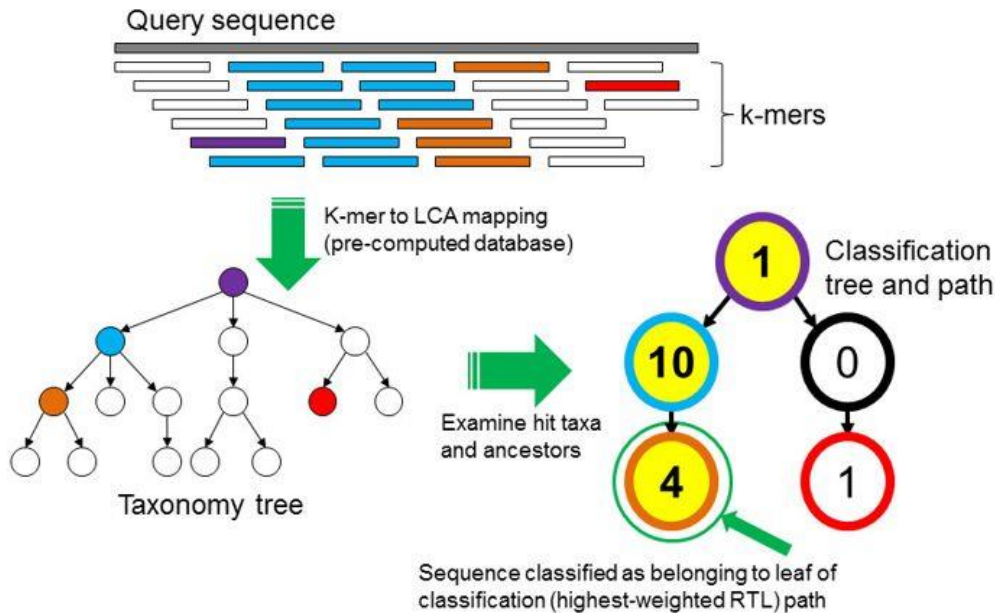 Query sequence
k-mers
K-mer to LCA mapping
(pre-computed database)
Classification
tree and path
1
10
0
Examine hit taxa
and ancestors
4
1
Taxonomy tree
Sequence classified as belonging to leaf of
classification (highest-weighted RTL) path